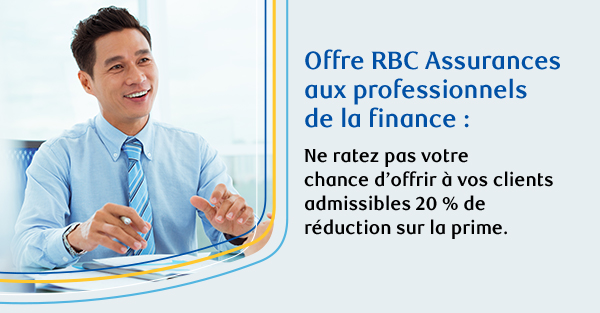 Offre RBC Assurances
aux professionnels
de la finance :
Ne ratez pas votre
chance d’offrir à vos clients
admissibles 20 % de
réduction sur la prime.